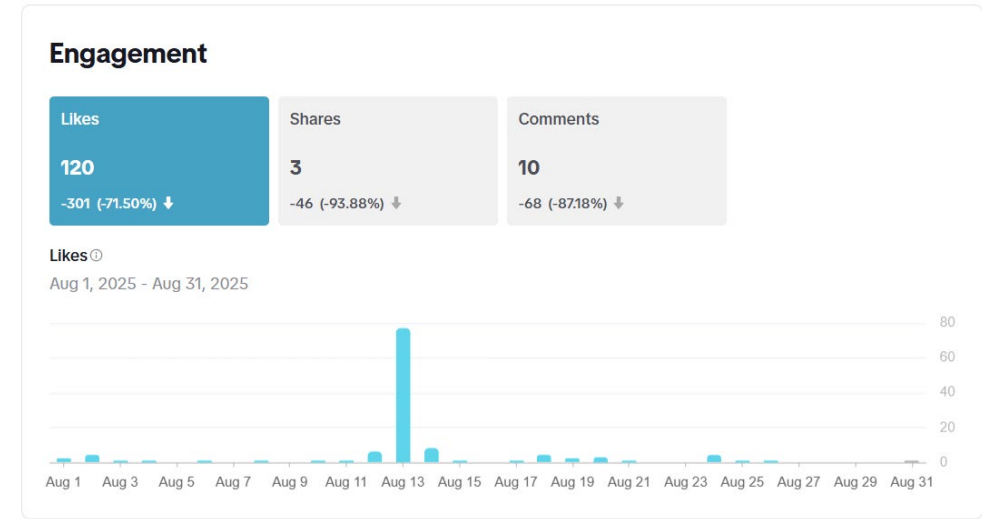 Engagement
Likes
120
-301 (-71.50%)
Shares
3
-46 (-93.88%)
Comments
10
-68 (-87.18%)
Likes
Aug 1, 2025 - Aug 31, 2025
80
60
40
20
0
Aug 1 Aug 3 Aug 5 Aug 7 Aug 9 Aug 11 Aug 13 Aug 15 Aug 17 Aug 19 Aug 21 Aug 23 Aug 25 Aug 27 Aug 29 Aug 31